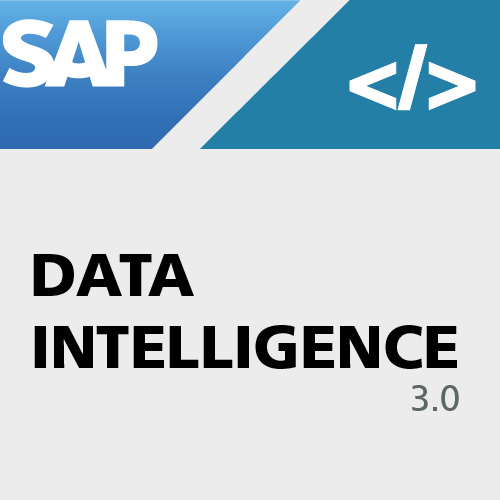 SAP
</>
DATA
INTELLIGENCE
3.0